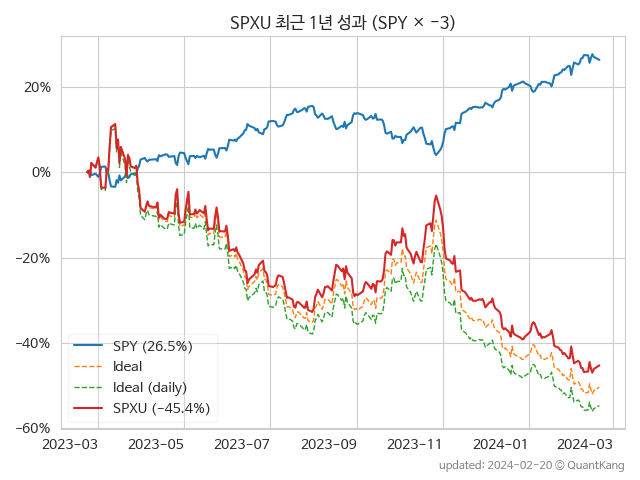 SPXU 최근 1년 성과 (SPY × −3)
20%
0%
−20%
−40%
−60%
SPY (26.5%)
Ideal
Ideal (daily)
SPXU (−45.4%)
2023−03 2023−05 2023−07 2023−09 2023−11 2024−01 2024−03
updated: 2024−02−20 © QuantKang